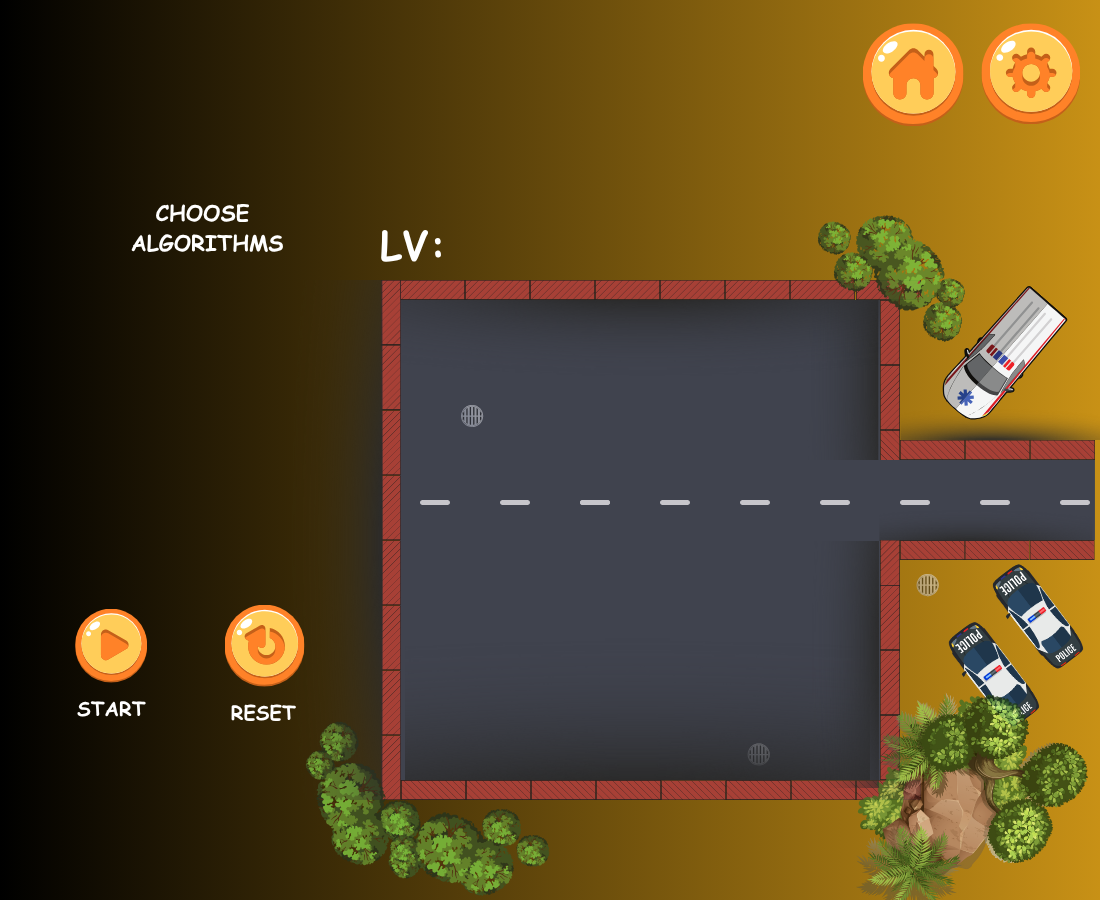 CHOOSE
ALGORITHMS
LV:
POLICE
POLICE
POLICE
START
RESET